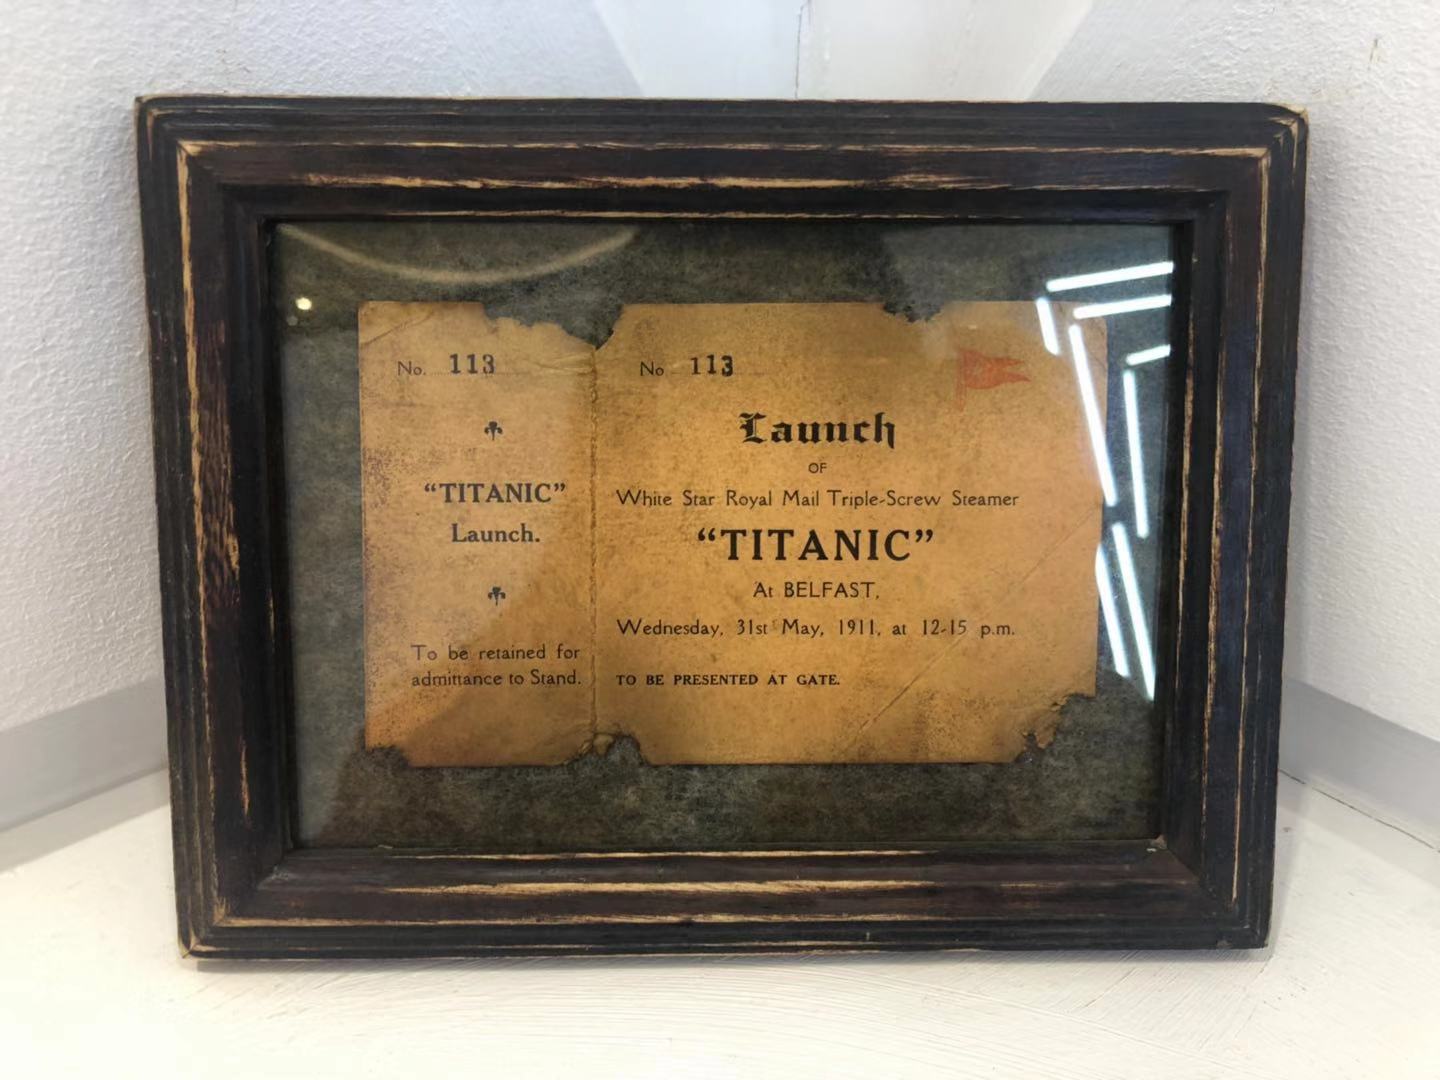 No. 113
"TITANIC"
Launch.
To be retained for
admittance to Stand.
No 113
Launch
OF
White Star Royal Mail Triple-Screw Steamer
"TITANIC"
At BELFAST,
Wednesday, 31st May, 1911, at 12-15 p.m.
TO BE PRESENTED AT GATE.